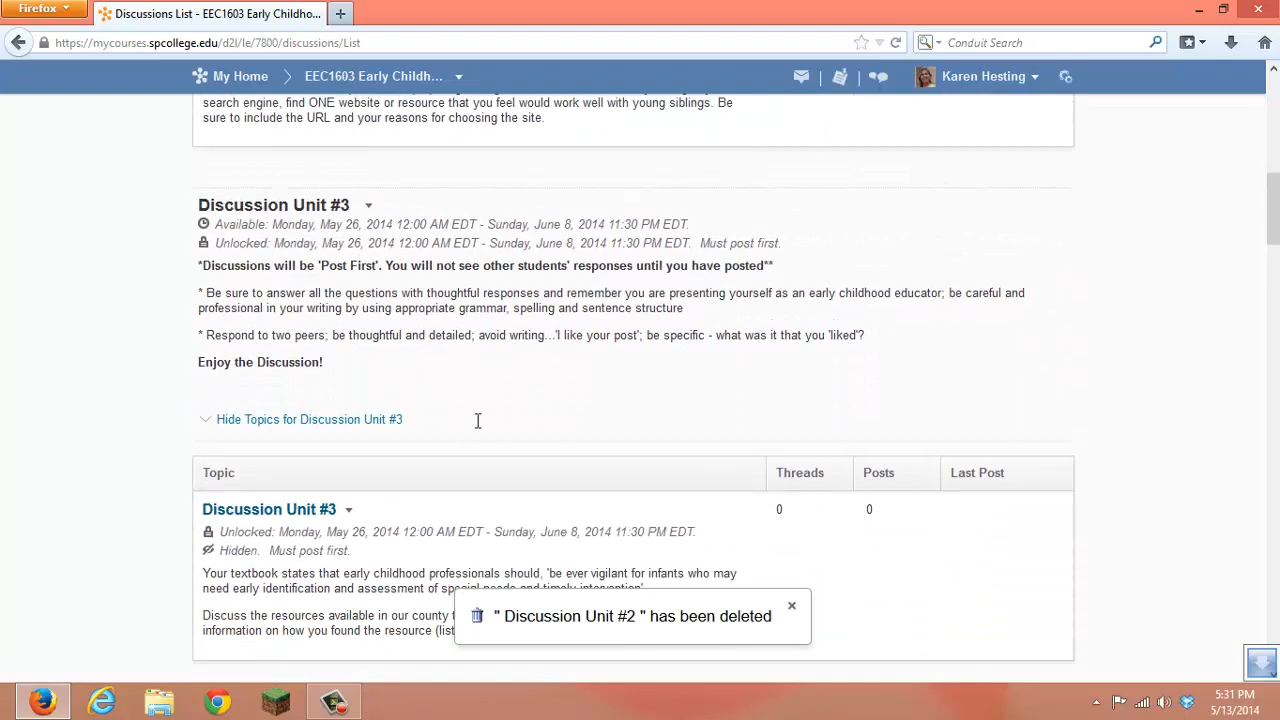 Firefox
Discussions List - EEC1603 Early Childho...
https://mycourses.spcollege.edu/d2l/le/7800/discussions/List
Conduit Search
My Home
EEC1603 Early Childh...
Karen Hesting
search engine, find ONE website or resource that you feel would work well with young siblings. Be
sure to include the URL and your reasons for choosing the site.
Discussion Unit #3
Available: Monday, May 26, 2014 12:00 AM EDT - Sunday, June 8, 2014 11:30 PM EDT.
Unlocked: Monday, May 26, 2014 12:00 AM EDT - Sunday, June 8, 2014 11:30 PM EDT. Must post first.
*Discussions will be 'Post First'. You will not see other students' responses until you have posted**
* Be sure to answer all the questions with thoughtful responses and remember you are presenting yourself as an early childhood educator; be careful and
professional in your writing by using appropriate grammar, spelling and sentence structure
* Respond to two peers; be thoughtful and detailed; avoid writing...'I like your post'; be specific - what was it that you 'liked'?
Enjoy the Discussion!
Hide Topics for Discussion Unit #3
Topic Threads Posts Last Post
Discussion Unit #3 0 0
Unlocked: Monday, May 26, 2014 12:00 AM EDT - Sunday, June 8, 2014 11:30 PM EDT.
Hidden. Must post first.
Your textbook states that early childhood professionals should, 'be ever vigilant for infants who may
need early identification and assessment of special needs and timely intervention'.
Discuss the resources available in our county
information on how you found the resource (list
" Discussion Unit #2 " has been deleted
5:31 PM
5/13/2014